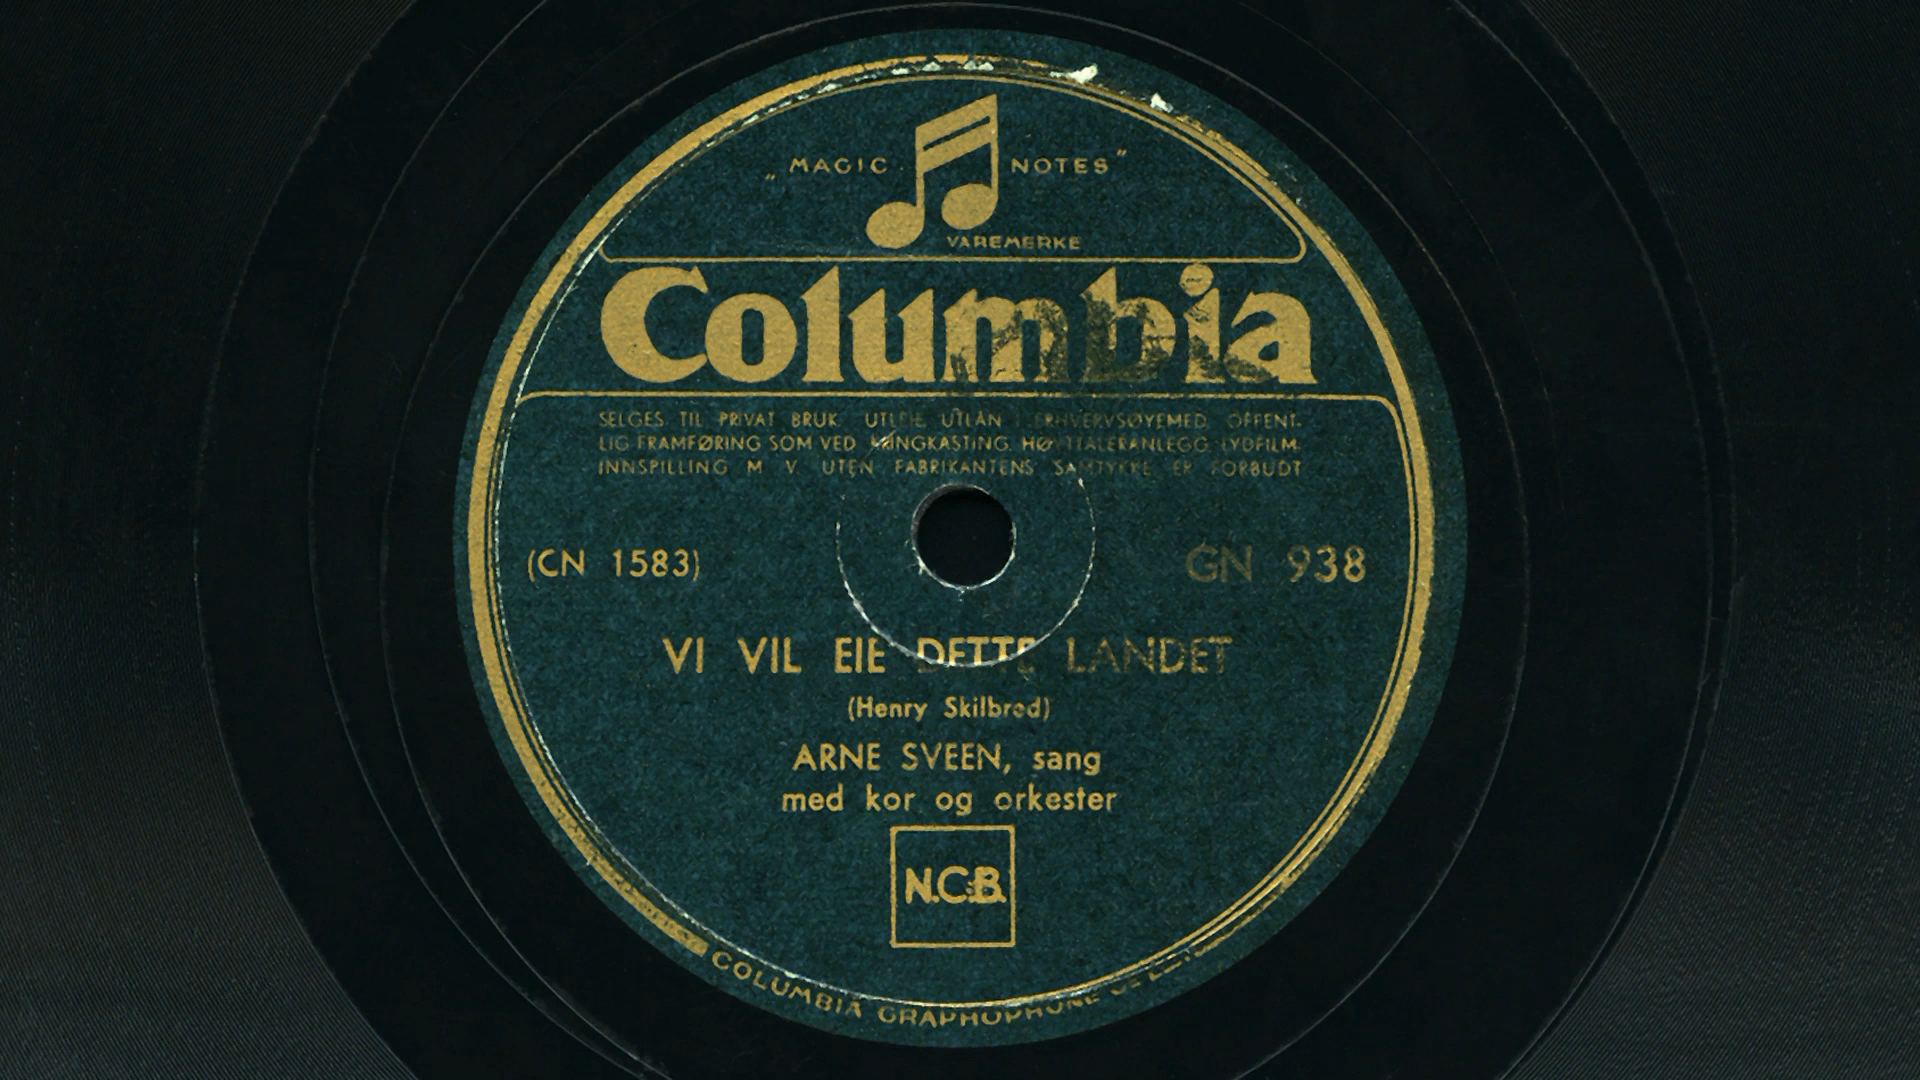 „MAGIC NOTES"
VAREMERKE
Columbia
SELGES TIL PRIVAT BRUK. UTLEIE UTLÅN I ERHVERVSØYEMED OFFENT-
LIG FRAMFØRING SOM VED KRINGKASTING, HØYTTALERANLEGG LYDFILM-
INNSPILLING M V. UTEN FABRIKANTENS SAMTYKKE ER FORBUDT
(CN 1583) GN 938
VI VIL EIE DETTE LANDET
(Henry Skilbred)
ARNE SVEEN, sang
med kor og orkester
N.C.B.
COLUMBIA GRAPHOPHONE